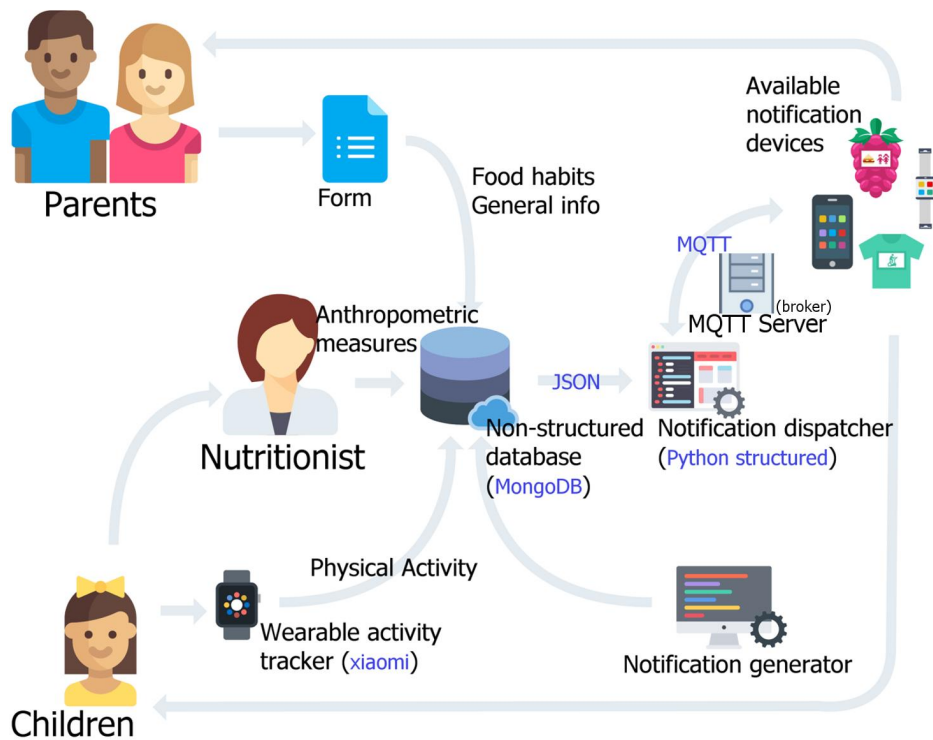 Available
notification
devices
Parents
Form
Food habits
General info
MQTT
(broker)
MQTT Server
Anthropometric
measures
JSON
Nutritionist
Non-structured
database
(MongoDB)
Notification dispatcher
(Python structured)
Physical Activity
Wearable activity
tracker (xiaomi)
Notification generator
Children